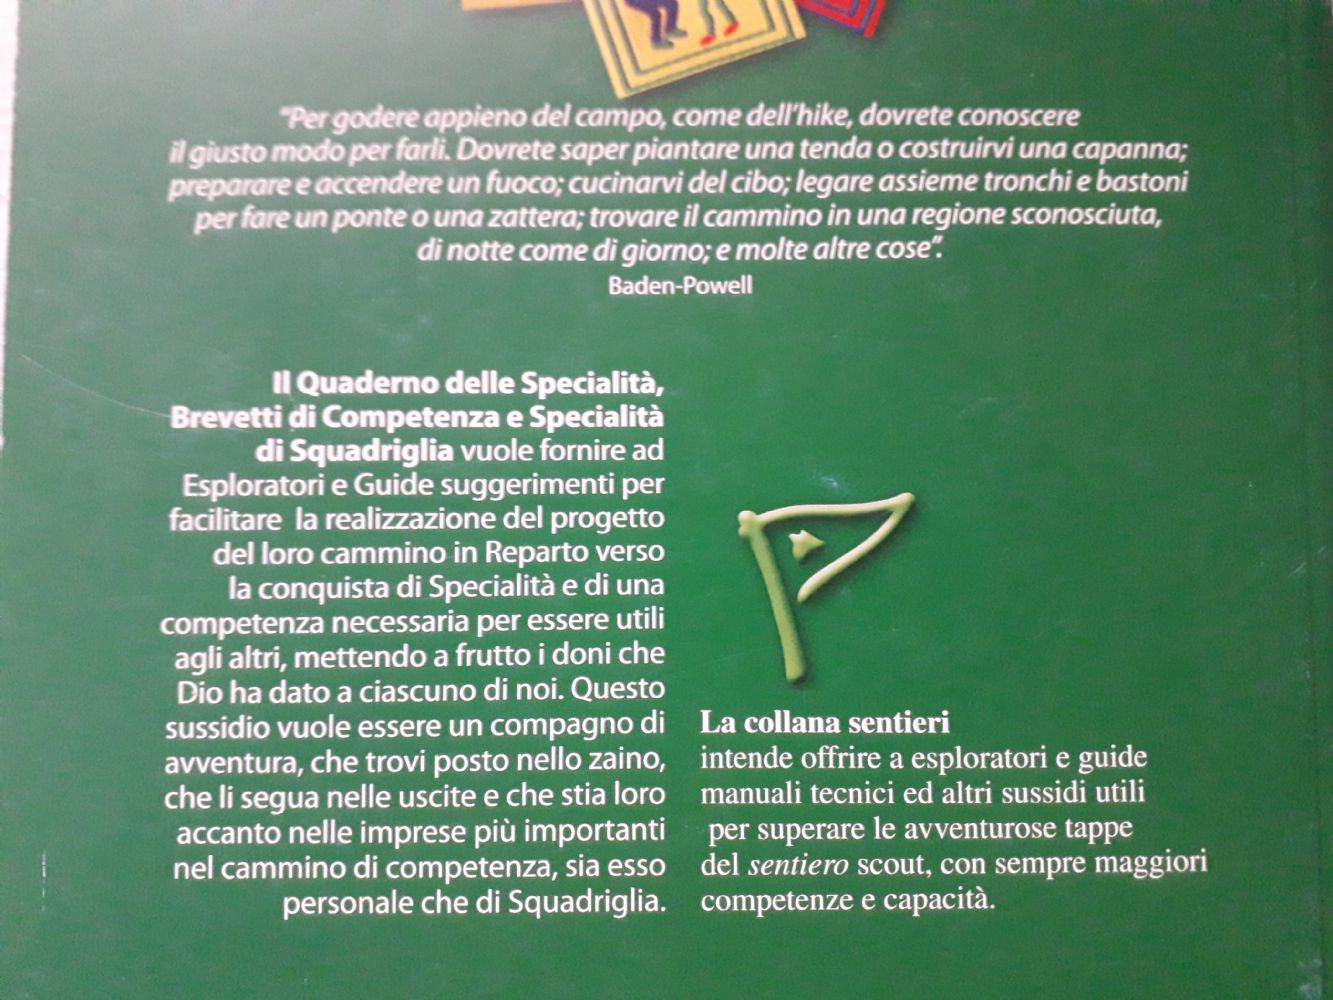 “Per godere appieno del campo, come dell’hike, dovrete conoscere
il giusto modo per farli. Dovrete saper piantare una tenda o costruirvi una capanna;
preparare e accendere un fuoco; cucinarvi del cibo; legare assieme tronchi e bastoni
per fare un ponte o una zattera; trovare il cammino in una regione sconosciuta,
di notte come di giorno; e molte altre cose”.
Baden-Powell
Il Quaderno delle Specialità,
Brevetti di Competenza e Specialità
di Squadriglia vuole fornire ad
Esploratori e Guide suggerimenti per
facilitare la realizzazione del progetto
del loro cammino in Reparto verso
la conquista di Specialità e di una
competenza necessaria per essere utili
agli altri, mettendo a frutto i doni che
Dio ha dato a ciascuno di noi. Questo
sussidio vuole essere un compagno di
avventura, che trovi posto nello zaino,
che li segua nelle uscite e che stia loro
accanto nelle imprese più importanti
nel cammino di competenza, sia esso
personale che di Squadriglia.
La collana sentieri
intende offrire a esploratori e guide
manuali tecnici ed altri sussidi utili
per superare le avventurose tappe
del sentiero scout, con sempre maggiori
competenze e capacità.